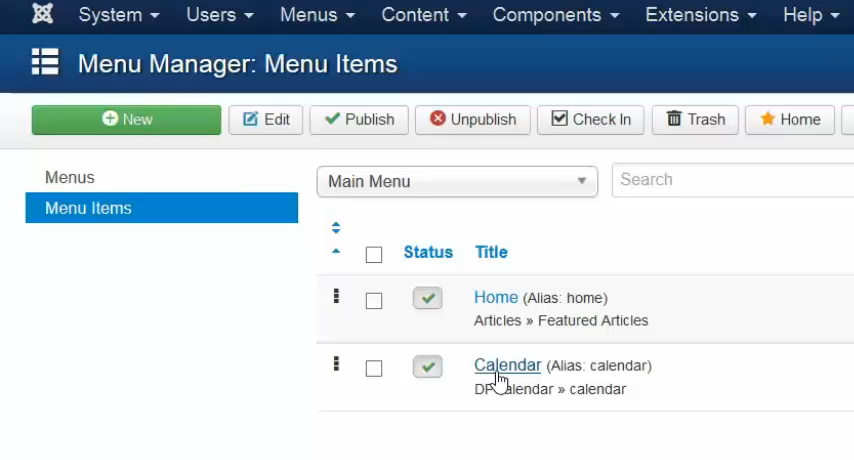 System Users Menus Content Components Extensions Help
Menu Manager: Menu Items
New Edit Publish Unpublish Check In Trash Home
Menus
Menu Items
Main Menu Search
Status Title
Home (Alias: home)
Articles » Featured Articles
Calendar (Alias: calendar)
DPCalendar » calendar